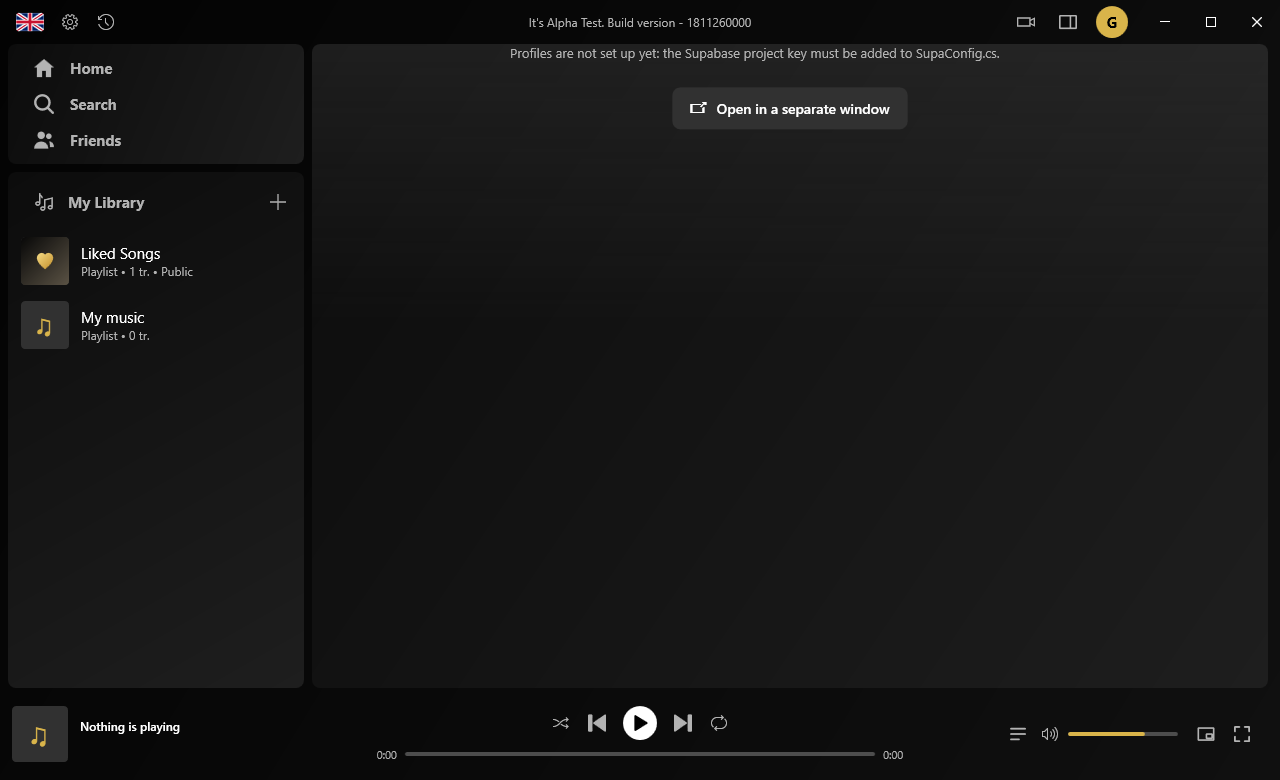 It's Alpha Test. Build version - 1811260000
G
Home
Search
Friends
My Library
Liked Songs
Playlist • 1 tr. • Public
My music
Playlist • 0 tr.
Profiles are not set up yet: the Supabase project key must be added to SupaConfig.cs.
Open in a separate window
Nothing is playing
0:00
0:00